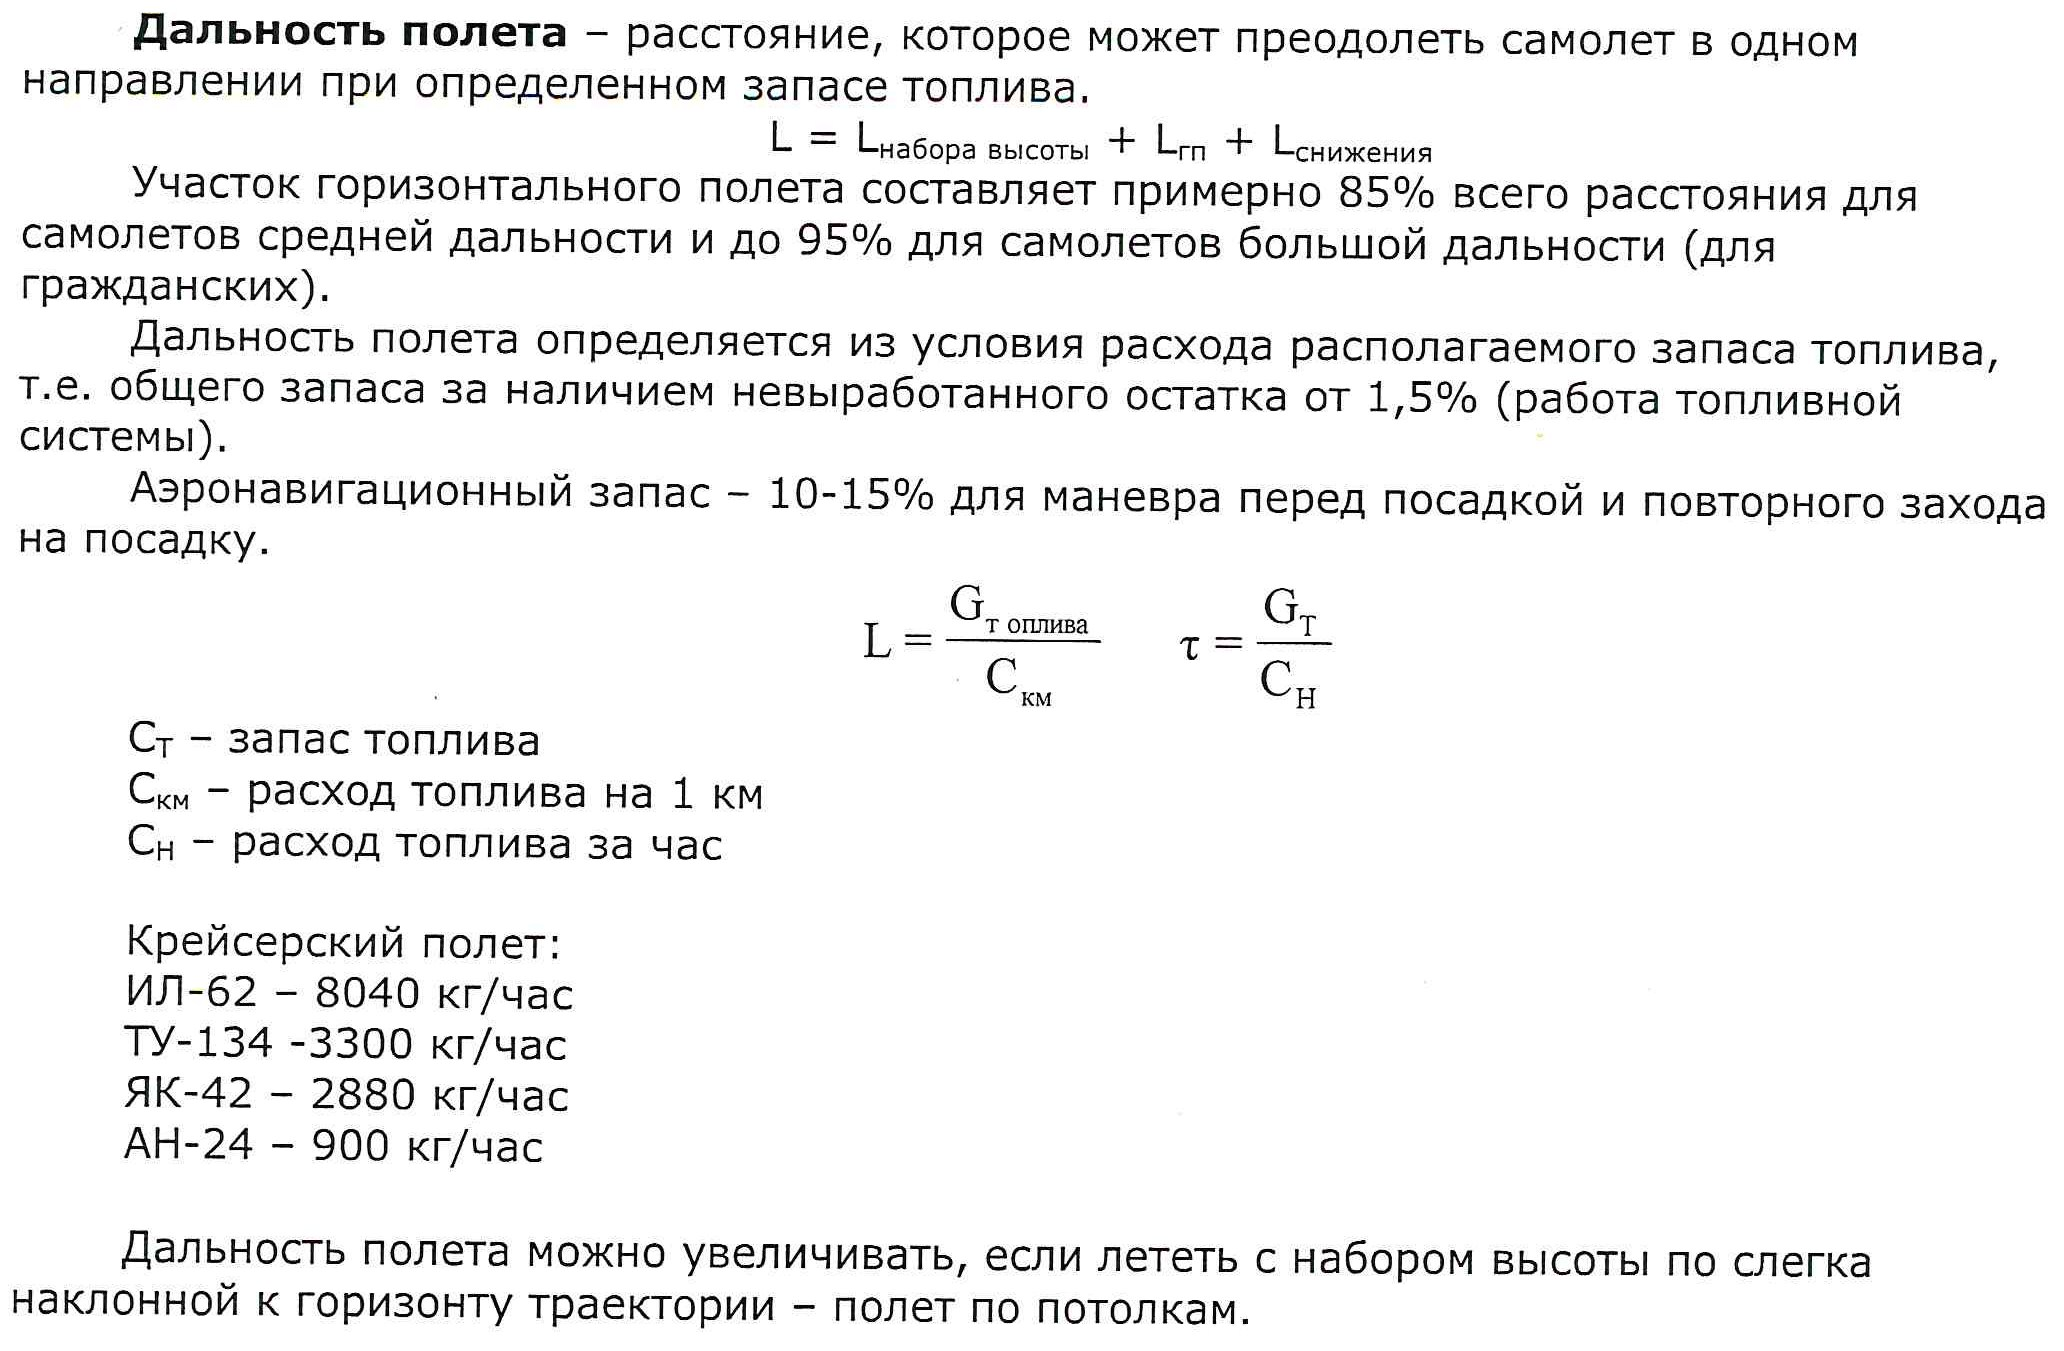 Дальность полета – расстояние, которое может преодолеть самолет в одном
направлении при определенном запасе топлива.
L = Lнабора высоты + Lгп + Lснижения
Участок горизонтального полета составляет примерно 85% всего расстояния для
самолетов средней дальности и до 95% для самолетов большой дальности (для
гражданских).
Дальность полета определяется из условия расхода располагаемого запаса топлива,
т.е. общего запаса за наличием невыработанного остатка от 1,5% (работа топливной
системы).
Аэронавигационный запас – 10-15% для маневра перед посадкой и повторного захода
на посадку.
L = Gт оплива / Cкм    τ = GТ / CН
CТ – запас топлива
Cкм – расход топлива на 1 км
CН – расход топлива за час
Крейсерский полет:
ИЛ-62 – 8040 кг/час
ТУ-134 -3300 кг/час
ЯК-42 – 2880 кг/час
АН-24 – 900 кг/час
Дальность полета можно увеличивать, если лететь с набором высоты по слегка
наклонной к горизонту траектории – полет по потолкам.